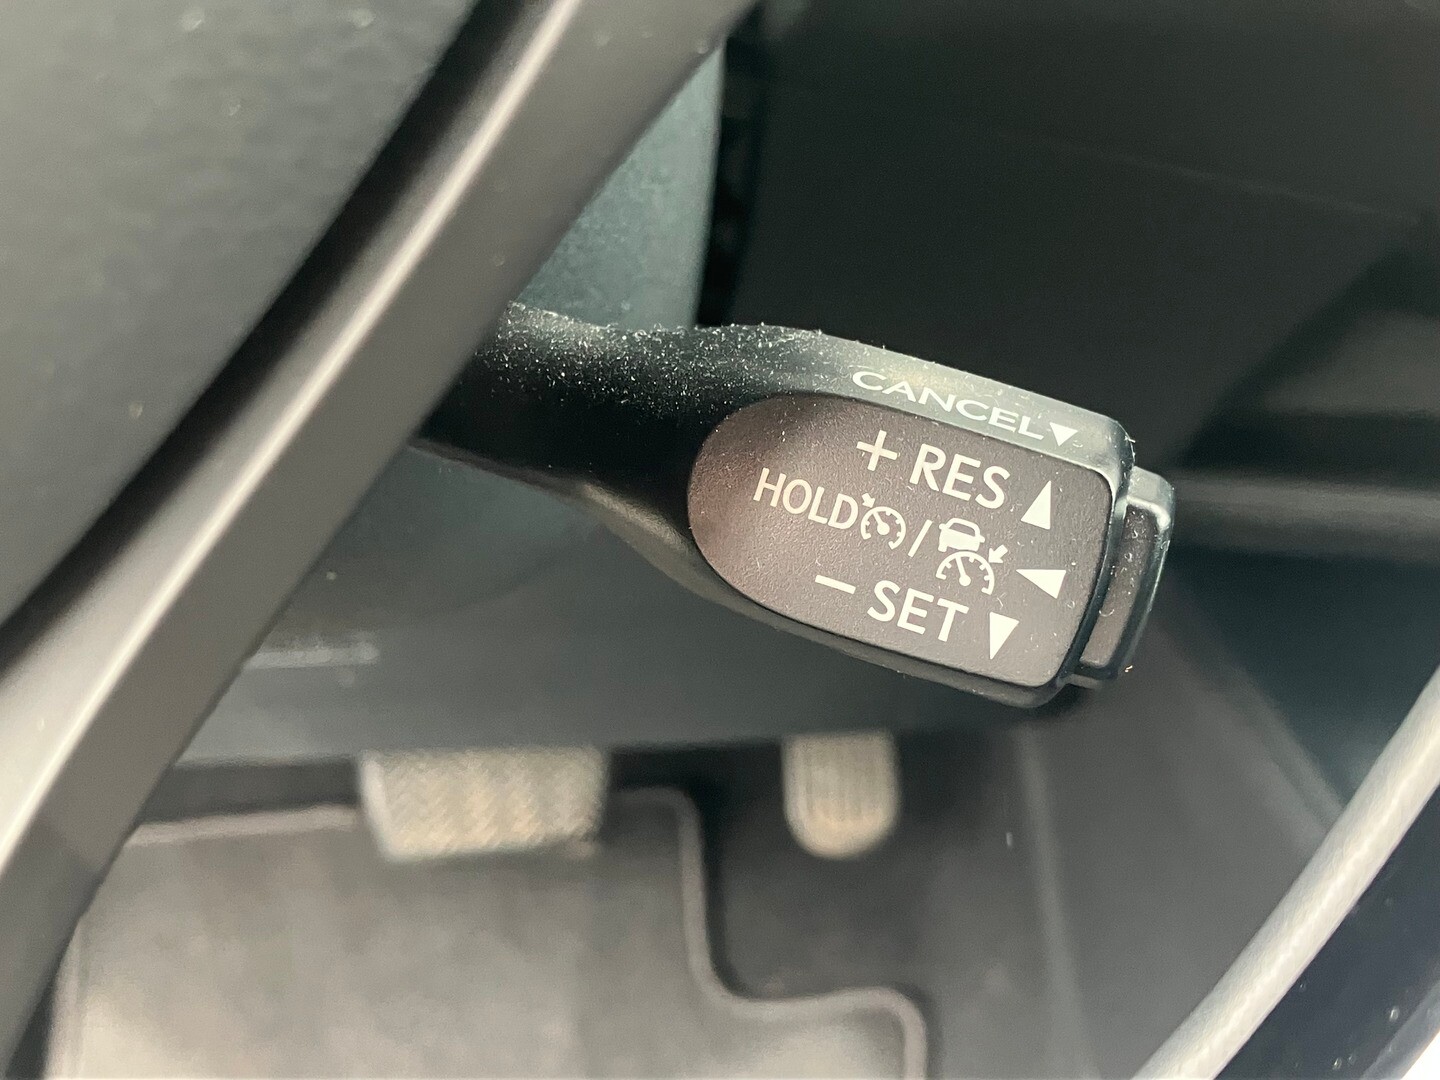 CANCEL▼
+ RES ▲
HOLD /
− SET ▼